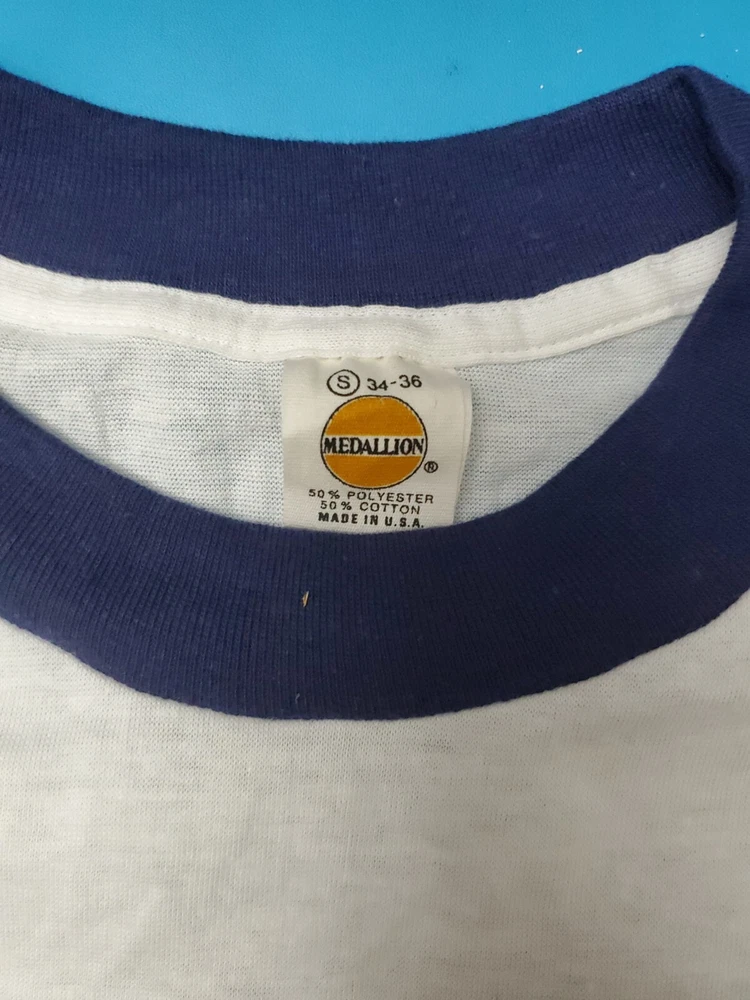 S 34-36
MEDALLION ®
50% POLYESTER
50% COTTON
MADE IN U.S.A.